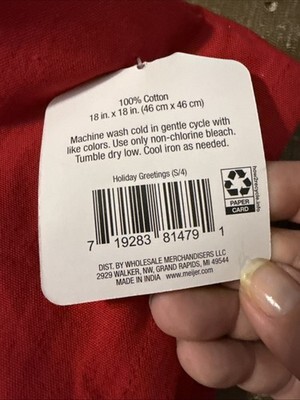 100% Cotton
18 in. x 18 in. (46 cm x 46 cm)
Machine wash cold in gentle cycle with
like colors. Use only non-chlorine bleach.
Tumble dry low. Cool iron as needed.
Holiday Greetings (S/4)
how2recycle.info
PAPER
CARD
7 19283 81479 1
DIST. BY WHOLESALE MERCHANDISERS LLC
2929 WALKER, NW, GRAND RAPIDS, MI 49544
MADE IN INDIA www.meijer.com